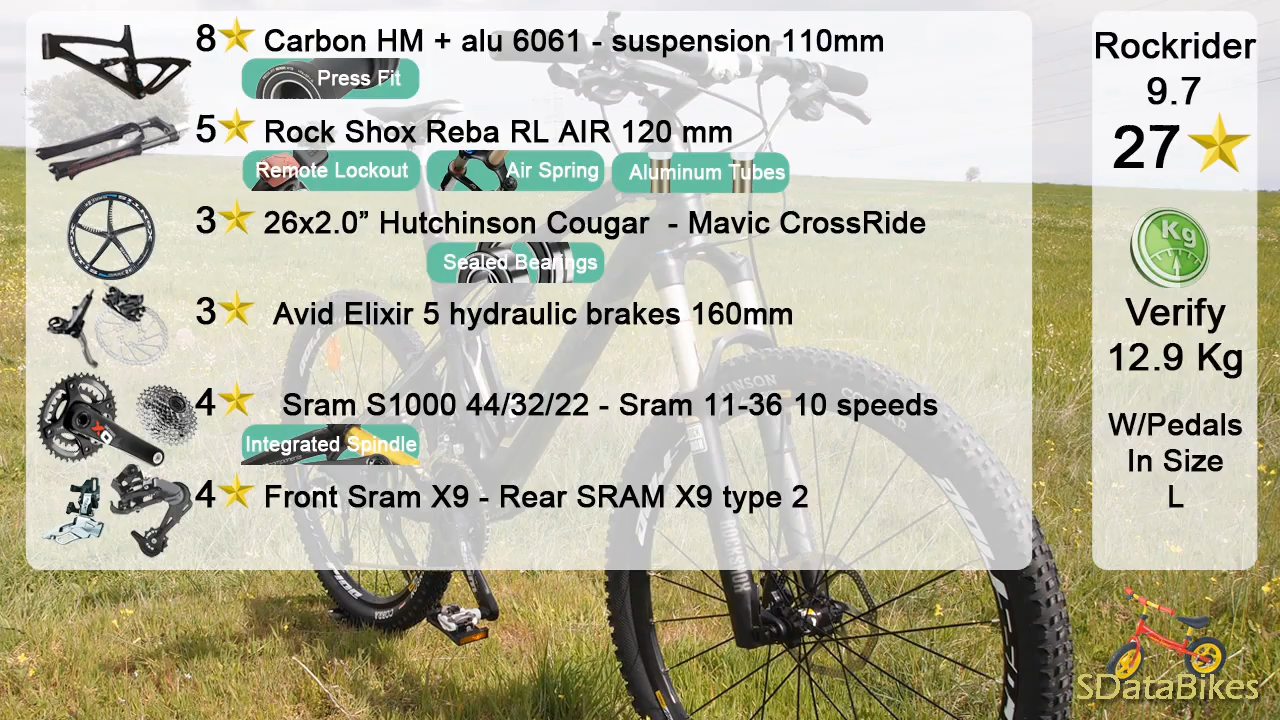 8 Carbon HM + alu 6061 - suspension 110mm
Press Fit
5 Rock Shox Reba RL AIR 120 mm
Remote Lockout Air Spring Aluminum Tubes
3 26x2.0” Hutchinson Cougar - Mavic CrossRide
Sealed Bearings
3 Avid Elixir 5 hydraulic brakes 160mm
4 Sram S1000 44/32/22 - Sram 11-36 10 speeds
Integrated Spindle
4 Front Sram X9 - Rear SRAM X9 type 2
Rockrider
9.7
27
Kg
Verify
12.9 Kg
W/Pedals
In Size
L
SDataBikes